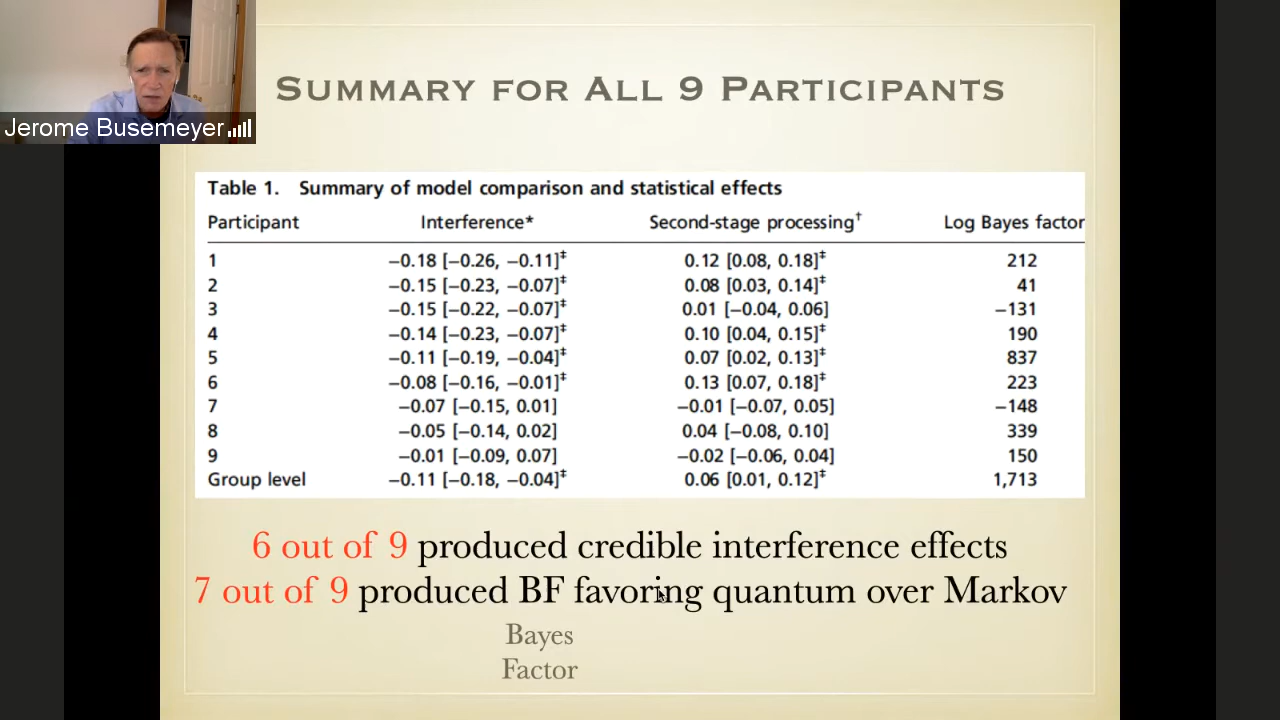 Jerome Busemeyer
SUMMARY FOR ALL 9 PARTICIPANTS
Table 1. Summary of model comparison and statistical effects
Participant Interference* Second-stage processing† Log Bayes factor
1 −0.18 [−0.26, −0.11]‡ 0.12 [0.08, 0.18]‡ 212
2 −0.15 [−0.23, −0.07]‡ 0.08 [0.03, 0.14]‡ 41
3 −0.15 [−0.22, −0.07]‡ 0.01 [−0.04, 0.06] −131
4 −0.14 [−0.23, −0.07]‡ 0.10 [0.04, 0.15]‡ 190
5 −0.11 [−0.19, −0.04]‡ 0.07 [0.02, 0.13]‡ 837
6 −0.08 [−0.16, −0.01]‡ 0.13 [0.07, 0.18]‡ 223
7 −0.07 [−0.15, 0.01] −0.01 [−0.07, 0.05] −148
8 −0.05 [−0.14, 0.02] 0.04 [−0.08, 0.10] 339
9 −0.01 [−0.09, 0.07] −0.02 [−0.06, 0.04] 150
Group level −0.11 [−0.18, −0.04]‡ 0.06 [0.01, 0.12]‡ 1,713
6 out of 9 produced credible interference effects
7 out of 9 produced BF favoring quantum over Markov
Bayes
Factor